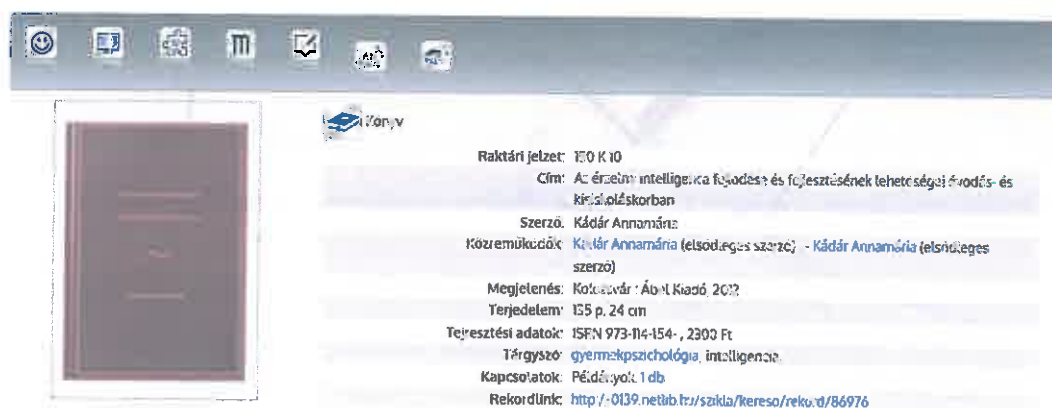 Könyv
Raktári jelzet: 150 K 10
Cím: Az érzelmi intelligencia fejlődése és fejlesztésének lehetőségei óvodás- és
kisiskoláskorban
Szerző: Kádár Annamária
Közreműködők: Kádár Annamária (elsődleges szerző) - Kádár Annamária (elsődleges
szerző)
Megjelenés: Kolozsvár : Ábel Kiadó, 2012
Terjedelem: 155 p. 24 cm
Terjesztési adatok: ISBN 973-114-154- , 2300 Ft
Tárgyszó: gyermekpszichológia, intelligencia
Kapcsolatok: Példányok: 1 db
Rekordlink: http://-0139.netlib.hu/szikla/kereso/rekord/86976